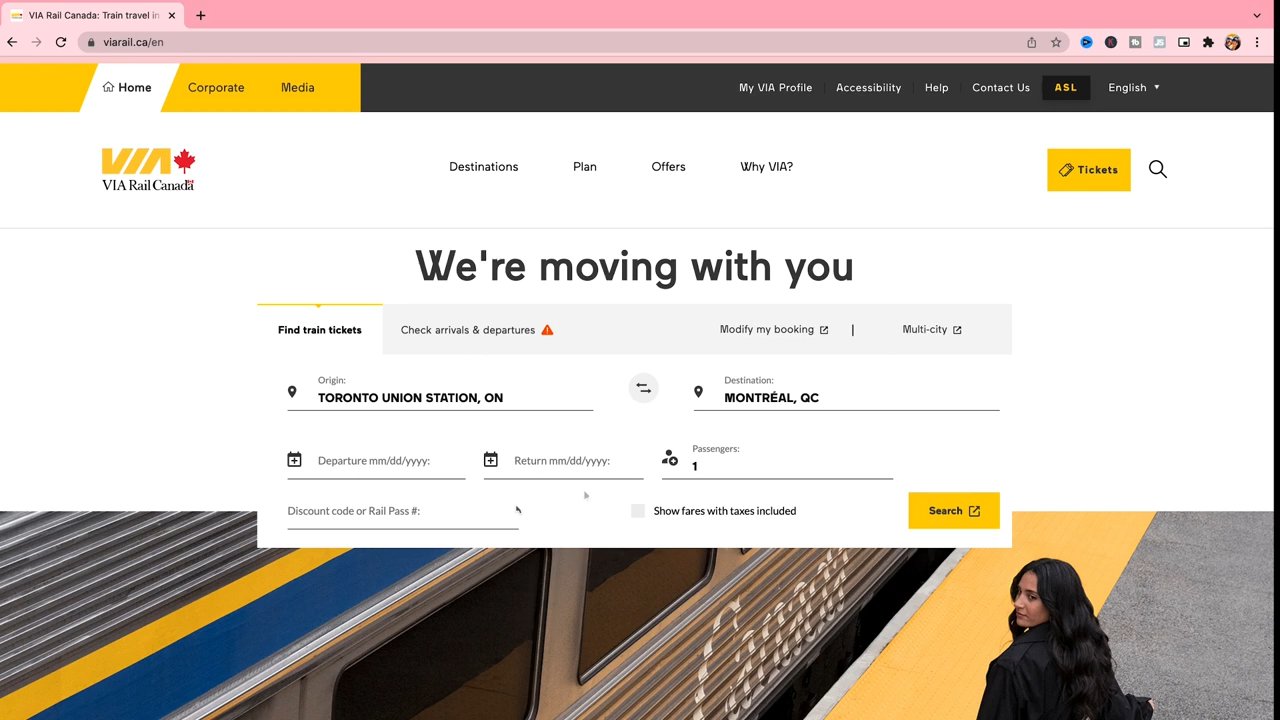 VIA Rail Canada: Train travel in
viarail.ca/en
Home
Corporate
Media
My VIA Profile
Accessibility
Help
Contact Us
ASL
English
VIA
VIA Rail Canada
Destinations
Plan
Offers
Why VIA?
Tickets
We're moving with you
Find train tickets
Check arrivals & departures
Modify my booking
|
Multi-city
Origin:
TORONTO UNION STATION, ON
Destination:
MONTRÉAL, QC
Departure mm/dd/yyyy:
Return mm/dd/yyyy:
Passengers:
1
Discount code or Rail Pass #:
Show fares with taxes included
Search